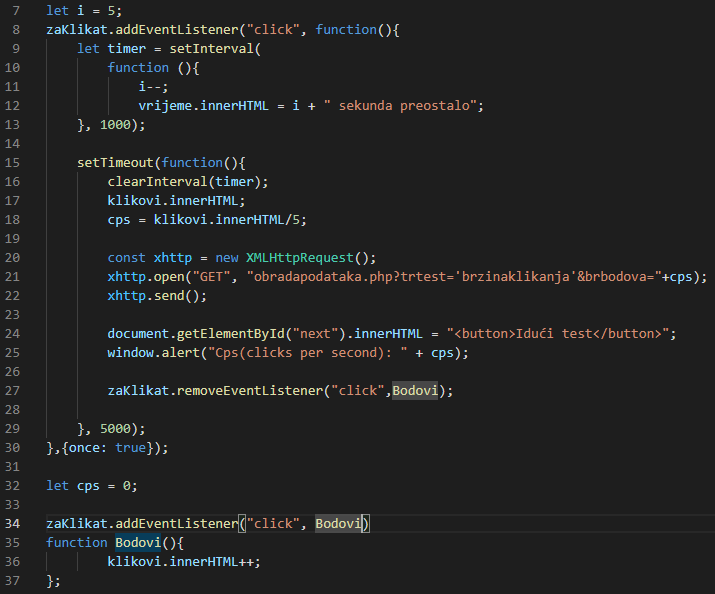 7 let i = 5;
8 zaKlikat.addEventListener("click", function(){
9     let timer = setInterval(
10         function (){
11             i--;
12             vrijeme.innerHTML = i + " sekunda preostalo";
13     }, 1000);
14
15     setTimeout(function(){
16         clearInterval(timer);
17         klikovi.innerHTML;
18         cps = klikovi.innerHTML/5;
19
20         const xhttp = new XMLHttpRequest();
21         xhttp.open("GET", "obradapodataka.php?trtest='brzinaklikanja'&brbodova="+cps);
22         xhttp.send();
23
24         document.getElementById("next").innerHTML = "<button>Idući test</button>";
25         window.alert("Cps(clicks per second): " + cps);
26
27         zaKlikat.removeEventListener("click",Bodovi);
28
29     }, 5000);
30 },{once: true});
31
32 let cps = 0;
33
34 zaKlikat.addEventListener("click", Bodovi)
35 function Bodovi(){
36         klikovi.innerHTML++;
37 };